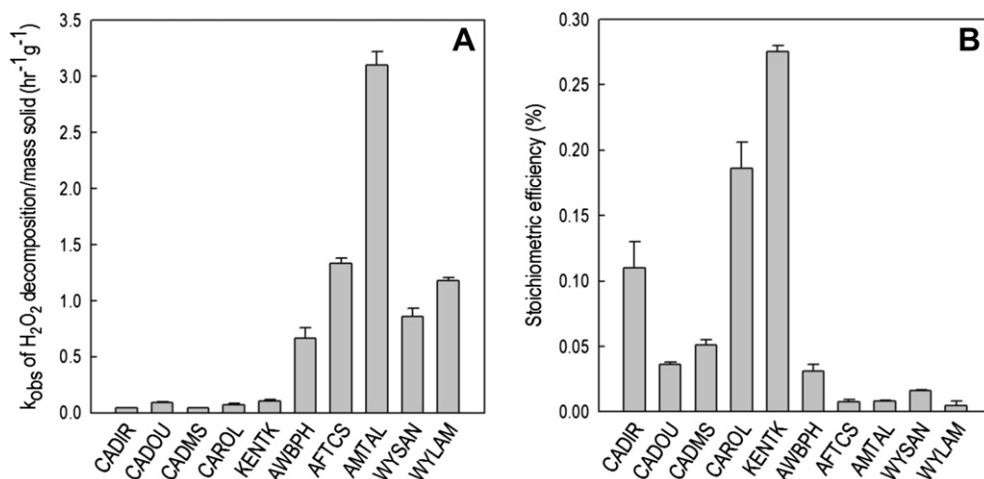 A
k_obs of H₂O₂ decomposition/mass solid (hr⁻¹g⁻¹)
3.5
3.0
2.5
2.0
1.5
1.0
0.5
0.0
CADIR
CADOU
CADMS
CAROL
KENTK
AWBPH
AFTCS
AMTAL
WYSAN
WYLAM
B
Stoichiometric efficiency (%)
0.30
0.25
0.20
0.15
0.10
0.05
0.00
CADIR
CADOU
CADMS
CAROL
KENTK
AWBPH
AFTCS
AMTAL
WYSAN
WYLAM